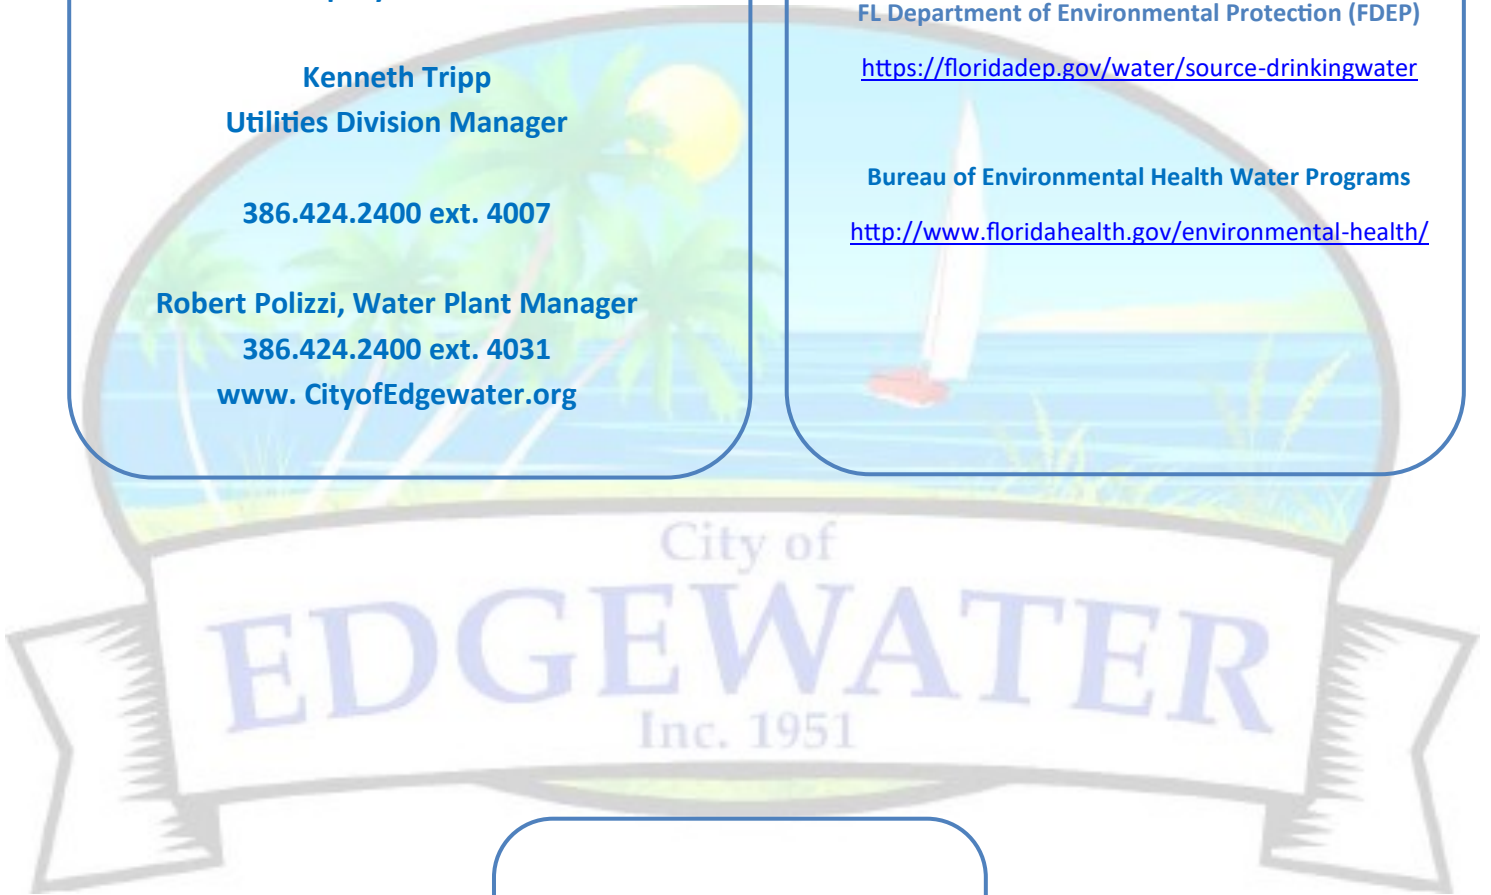 Kenneth Tripp
Utilities Division Manager
386.424.2400 ext. 4007
Robert Polizzi, Water Plant Manager
386.424.2400 ext. 4031
www. CityofEdgewater.org
FL Department of Environmental Protection (FDEP)
https://floridadep.gov/water/source-drinkingwater
Bureau of Environmental Health Water Programs
http://www.floridahealth.gov/environmental-health/
City of
EDGEWATER
Inc. 1951